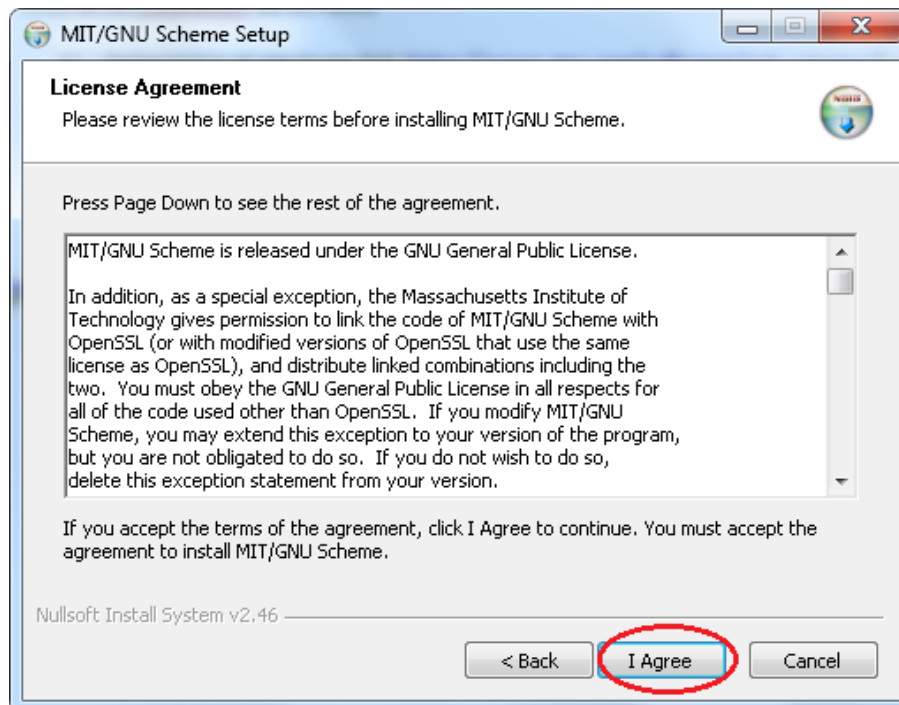 MIT/GNU Scheme Setup
License Agreement
Please review the license terms before installing MIT/GNU Scheme.
Press Page Down to see the rest of the agreement.
MIT/GNU Scheme is released under the GNU General Public License.
In addition, as a special exception, the Massachusetts Institute of
Technology gives permission to link the code of MIT/GNU Scheme with
OpenSSL (or with modified versions of OpenSSL that use the same
license as OpenSSL), and distribute linked combinations including the
two.  You must obey the GNU General Public License in all respects for
all of the code used other than OpenSSL.  If you modify MIT/GNU
Scheme, you may extend this exception to your version of the program,
but you are not obligated to do so.  If you do not wish to do so,
delete this exception statement from your version.
If you accept the terms of the agreement, click I Agree to continue. You must accept the
agreement to install MIT/GNU Scheme.
Nullsoft Install System v2.46
< Back
I Agree
Cancel